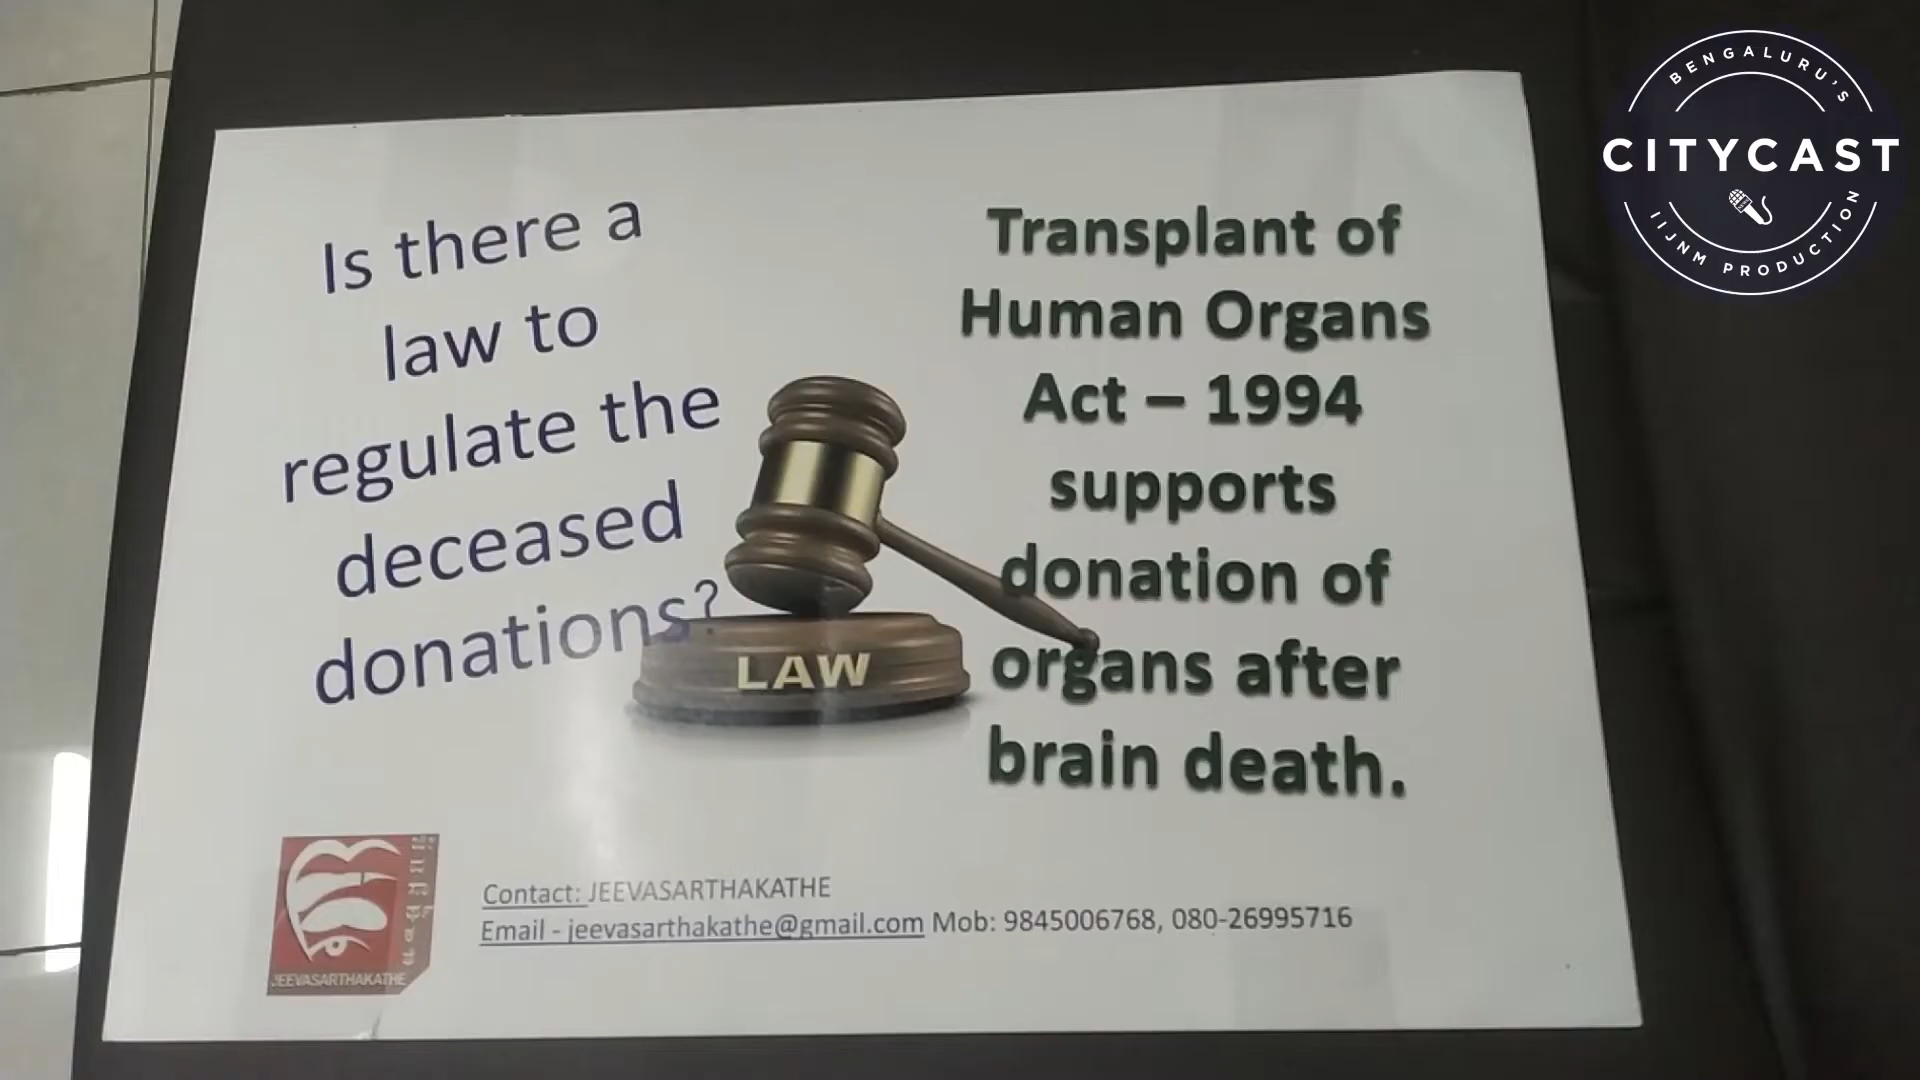 BENGALURU'S
CITYCAST
IIJNM PRODUCTION
Is there a
law to
regulate the
deceased
donations?
LAW
Transplant of
Human Organs
Act – 1994
supports
donation of
organs after
brain death.
JEEVASARTHAKATHE
Contact: JEEVASARTHAKATHE
Email - jeevasarthakathe@gmail.com Mob: 9845006768, 080-26995716